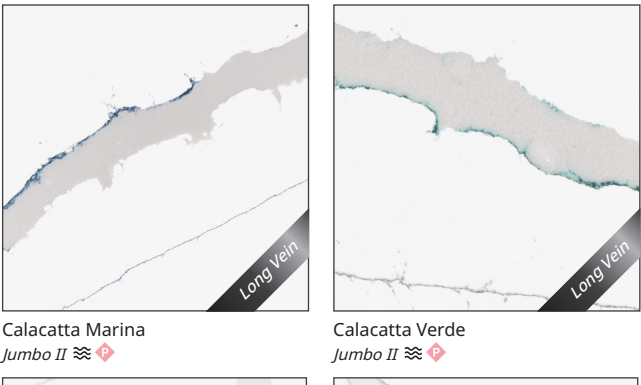 Long Vein
Long Vein
Calacatta Marina
Calacatta Verde
Jumbo II P
Jumbo II P